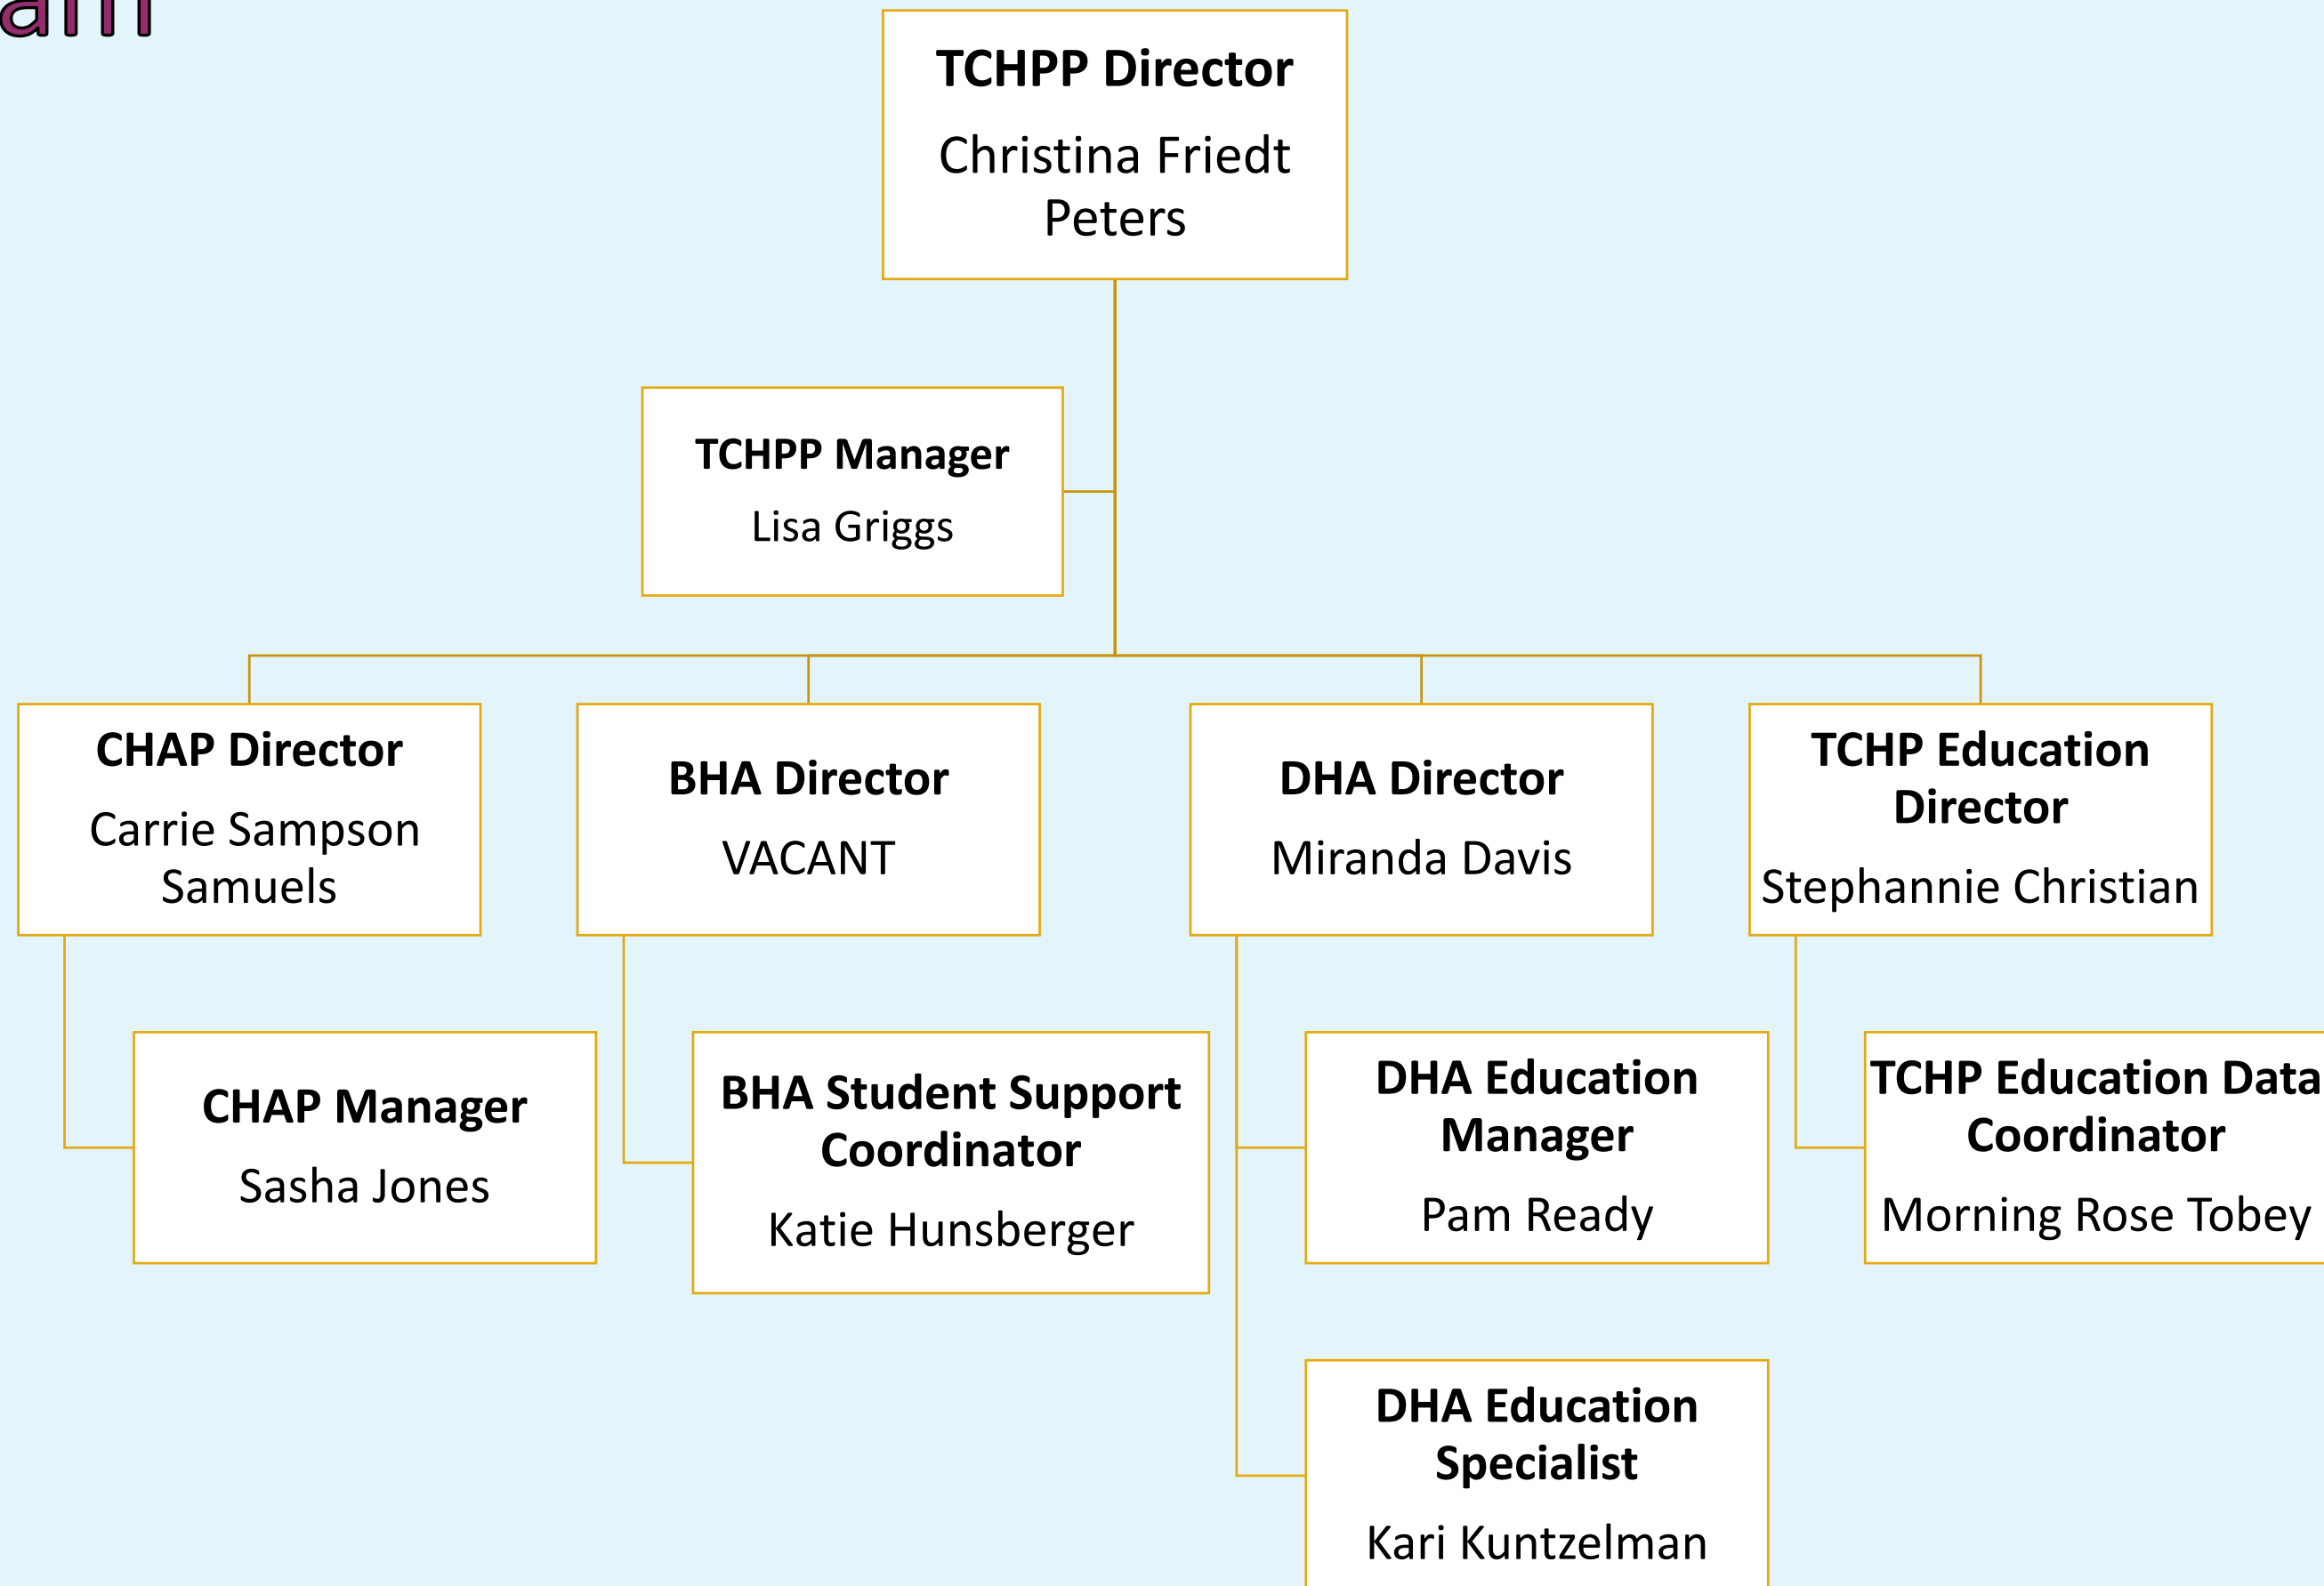 TCHPP Director
Christina Friedt
Peters
TCHPP Manager
Lisa Griggs
CHAP Director
Carrie Sampson
Samuels
BHA Director
VACANT
DHA Director
Miranda Davis
TCHP Education
Director
Stephannie Christian
CHAP Manager
Sasha Jones
BHA Student Support
Coordinator
Katie Hunsberger
DHA Education
Manager
Pam Ready
TCHP Education Data
Coordinator
Morning Rose Tobey
DHA Education
Specialist
Kari Kuntzelman